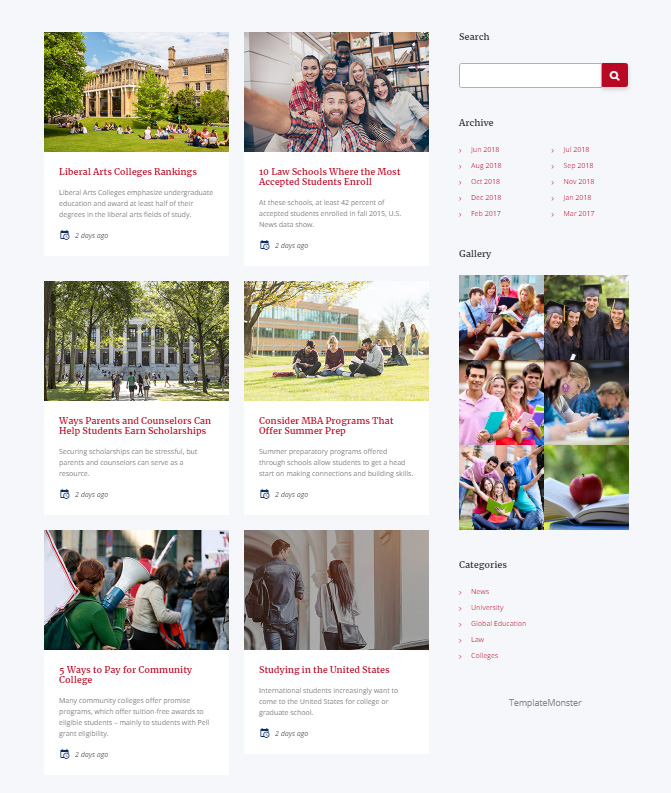 Liberal Arts Colleges Rankings
Liberal Arts Colleges emphasize undergraduate
education and award at least half of their
degrees in the liberal arts fields of study.
2 days ago
10 Law Schools Where the Most
Accepted Students Enroll
At these schools, at least 42 percent of
accepted students enrolled in fall 2015, U.S.
News data show.
2 days ago
Ways Parents and Counselors Can
Help Students Earn Scholarships
Securing scholarships can be stressful, but
parents and counselors can serve as a
resource.
2 days ago
Consider MBA Programs That
Offer Summer Prep
Summer preparatory programs offered
through schools allow students to get a head
start on making connections and building skills.
2 days ago
5 Ways to Pay for Community
College
Many community colleges offer promise
programs, which offer tuition-free awards to
eligible students – mainly to students with Pell
grant eligibility.
2 days ago
Studying in the United States
International students increasingly want to
come to the United States for college or
graduate school.
2 days ago
Search
Archive
Jun 2018
Jul 2018
Aug 2018
Sep 2018
Oct 2018
Nov 2018
Dec 2018
Jan 2018
Feb 2017
Mar 2017
Gallery
Categories
News
University
Global Education
Law
Colleges
TemplateMonster